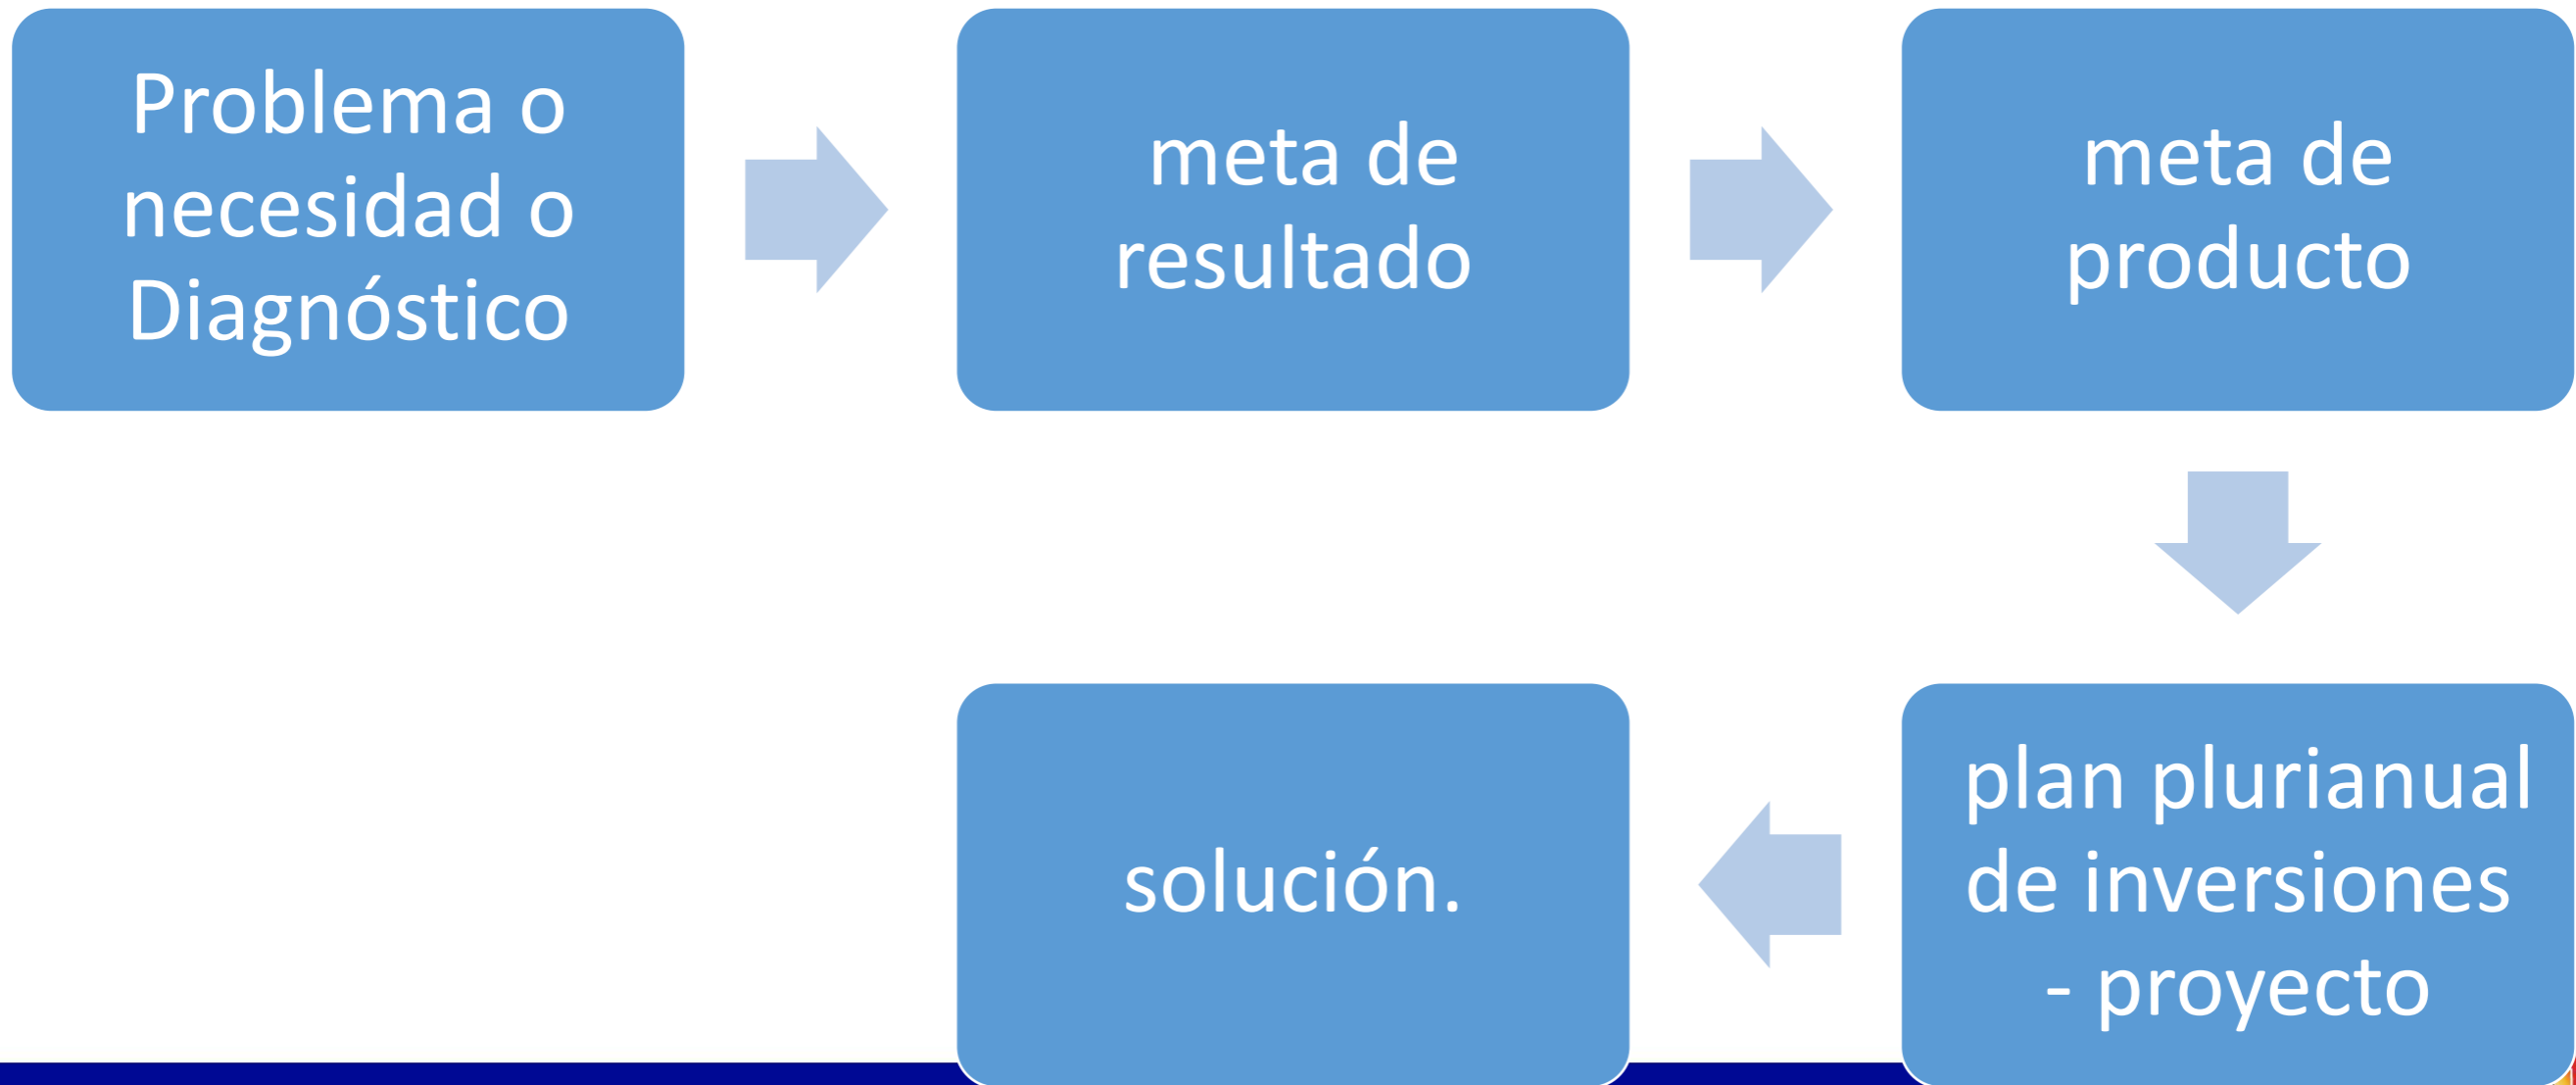 Problema o
necesidad o
Diagnóstico
meta de
resultado
meta de
producto
plan plurianual
de inversiones
- proyecto
solución.